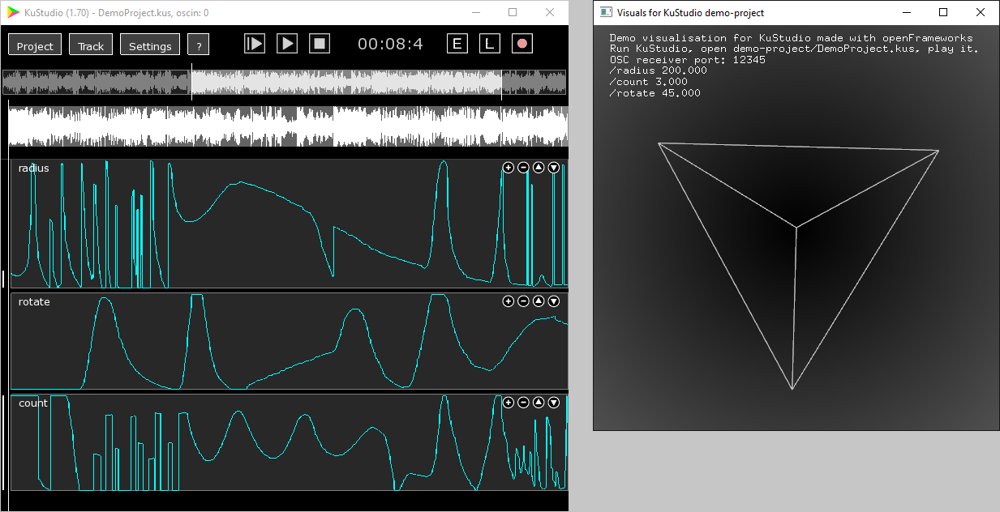 KuStudio (1.70) - DemoProject.kus, oscin: 0
Project Track Settings ? 00:08:4 E L
radius
rotate
count
Visuals for KuStudio demo-project
Demo visualisation for KuStudio made with openFrameworks
Run KuStudio, open demo-project/DemoProject.kus, play it.
OSC receiver port: 12345
/radius 200.000
/count 3.000
/rotate 45.000